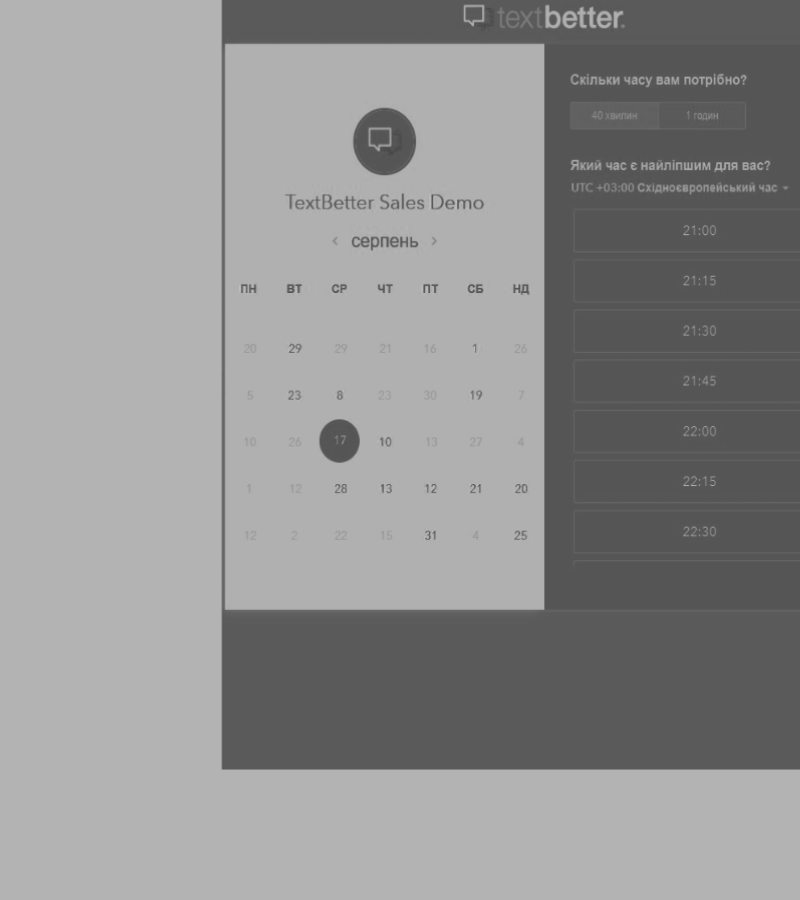 textbetter.
TextBetter Sales Demo
‹ серпень ›
ПН ВТ СР ЧТ ПТ СБ НД
20 29 29 21 16 1 26
5 23 8 23 30 19 7
10 26 17 10 13 27 4
1 12 28 13 12 21 20
12 2 22 15 31 4 25
Скільки часу вам потрібно?
40 хвилин 1 годин
Який час є найліпшим для вас?
UTC +03:00 Східноєвропейський час
21:00
21:15
21:30
21:45
22:00
22:15
22:30